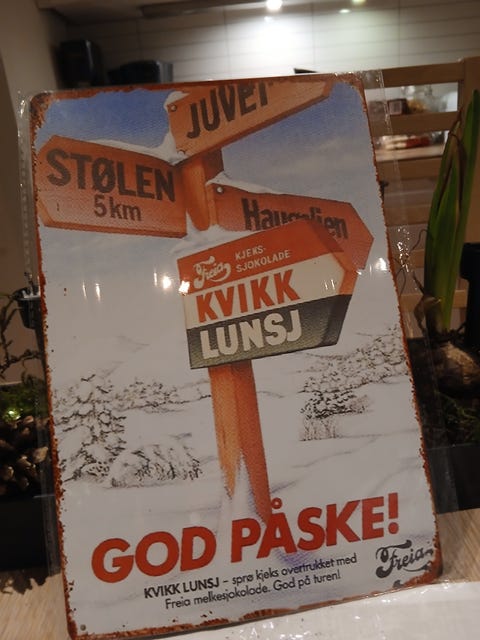 JUVET
STØLEN
5km
Haugelien
Freia KJEKS-
SJOKOLADE
KVIKK
LUNSJ
GOD PÅSKE!
KVIKK LUNSJ – sprø kjeks overtrukket med
Freia melkesjokolade. God på turen!
Freia